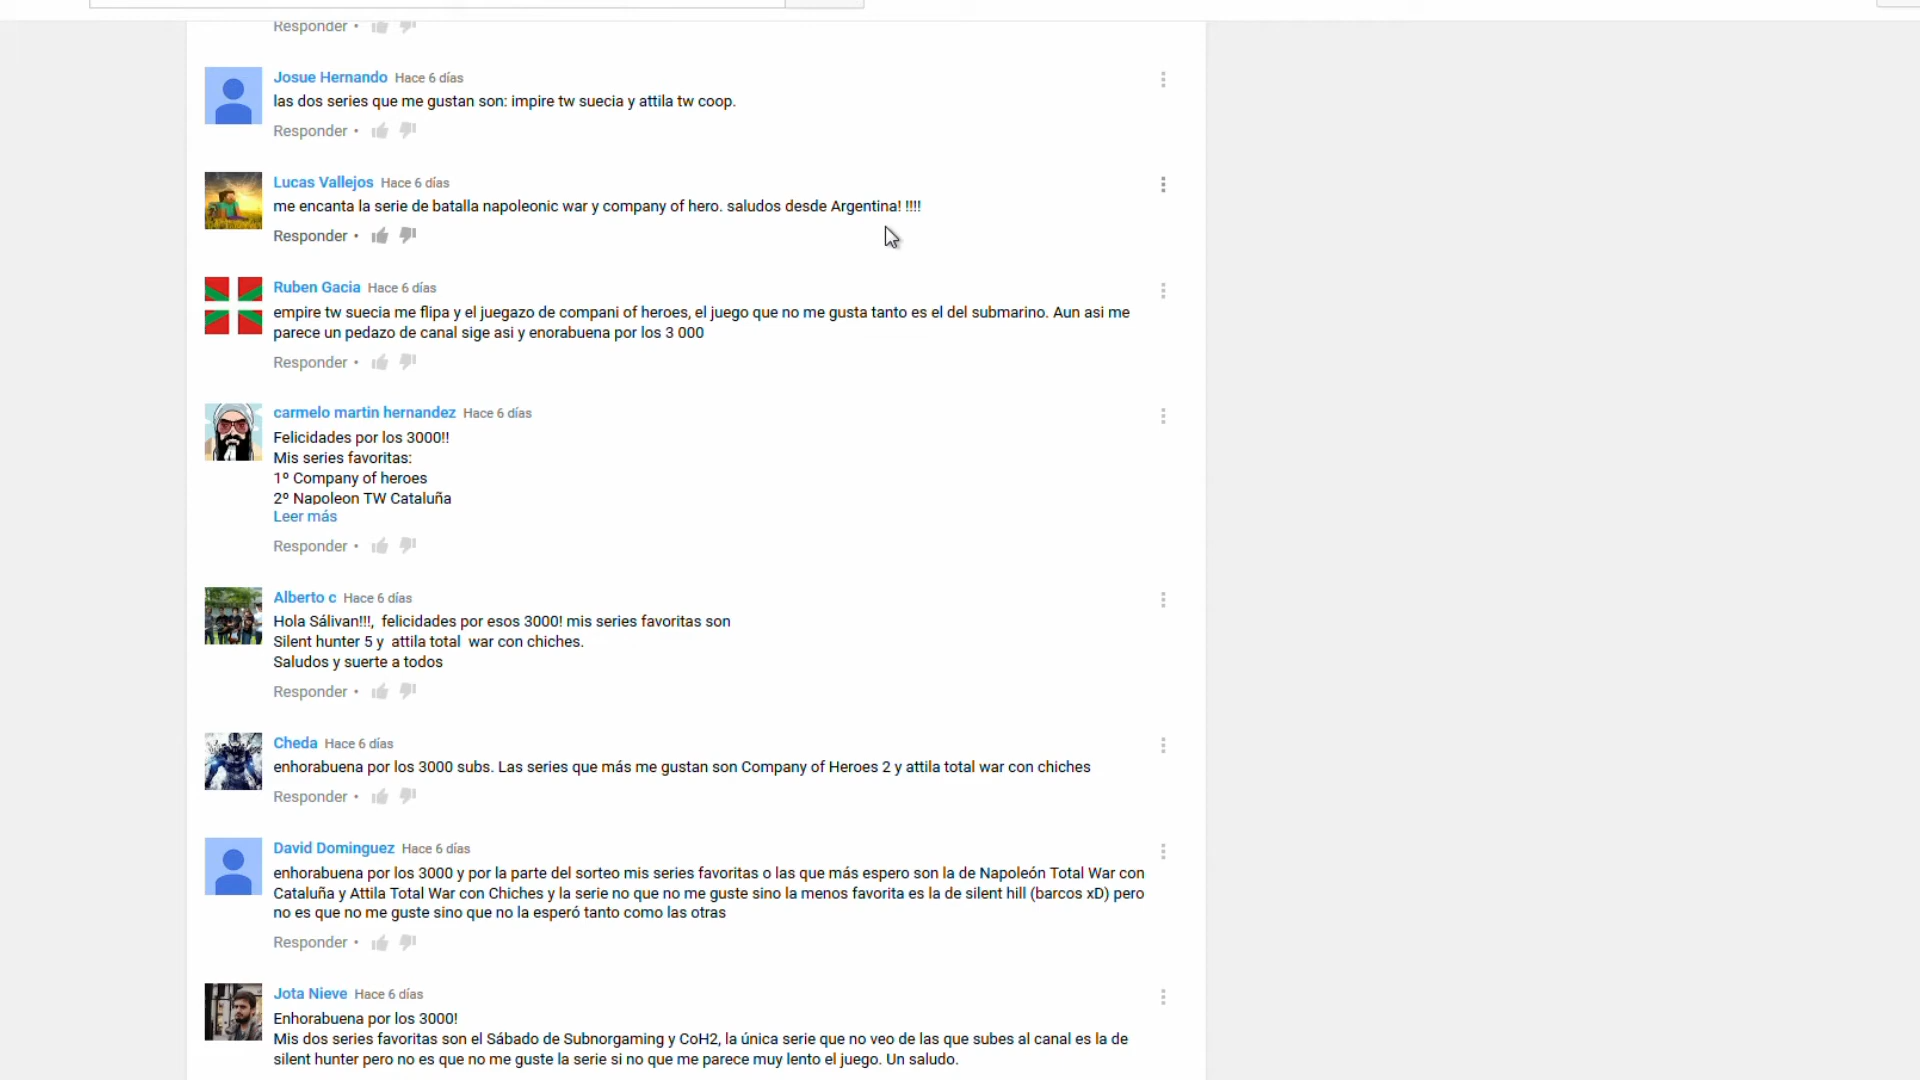 Responder •
Josue Hernando Hace 6 días
las dos series que me gustan son: impire tw suecia y attila tw coop.
Responder •
Lucas Vallejos Hace 6 días
me encanta la serie de batalla napoleonic war y company of hero. saludos desde Argentina! !!!!
Responder •
Ruben Gacia Hace 6 días
empire tw suecia me flipa y el juegazo de compani of heroes, el juego que no me gusta tanto es el del submarino. Aun asi me
parece un pedazo de canal sige asi y enorabuena por los 3 000
Responder •
carmelo martin hernandez Hace 6 días
Felicidades por los 3000!!
Mis series favoritas:
1º Company of heroes
2º Napoleon TW Cataluña
Leer más
Responder •
Alberto c Hace 6 días
Hola Sálivan!!!, felicidades por esos 3000! mis series favoritas son
Silent hunter 5 y attila total war con chiches.
Saludos y suerte a todos
Responder •
Cheda Hace 6 días
enhorabuena por los 3000 subs. Las series que más me gustan son Company of Heroes 2 y attila total war con chiches
Responder •
David Dominguez Hace 6 días
enhorabuena por los 3000 y por la parte del sorteo mis series favoritas o las que más espero son la de Napoleón Total War con
Cataluña y Attila Total War con Chiches y la serie no que no me guste sino la menos favorita es la de silent hill (barcos xD) pero
no es que no me guste sino que no la esperó tanto como las otras
Responder •
Jota Nieve Hace 6 días
Enhorabuena por los 3000!
Mis dos series favoritas son el Sábado de Subnorgaming y CoH2, la única serie que no veo de las que subes al canal es la de
silent hunter pero no es que no me guste la serie si no que me parece muy lento el juego. Un saludo.